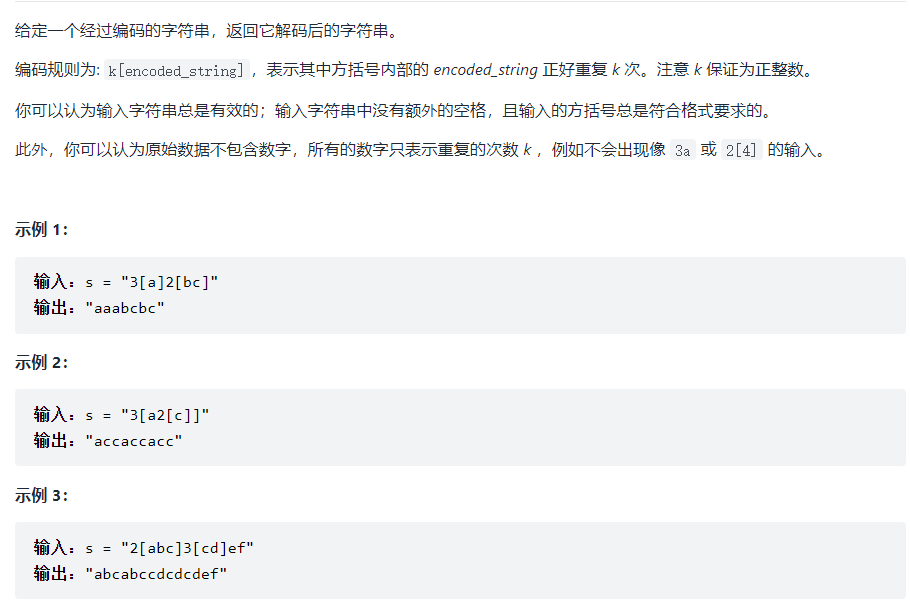 给定一个经过编码的字符串，返回它解码后的字符串。
编码规则为: k[encoded_string]，表示其中方括号内部的 encoded_string 正好重复 k 次。注意 k 保证为正整数。
你可以认为输入字符串总是有效的；输入字符串中没有额外的空格，且输入的方括号总是符合格式要求的。
此外，你可以认为原始数据不包含数字，所有的数字只表示重复的次数 k ，例如不会出现像 3a 或 2[4] 的输入。
示例 1：
输入：s = "3[a]2[bc]"
输出："aaabcbc"
示例 2：
输入：s = "3[a2[c]]"
输出："accaccacc"
示例 3：
输入：s = "2[abc]3[cd]ef"
输出："abcabccdcdcdef"